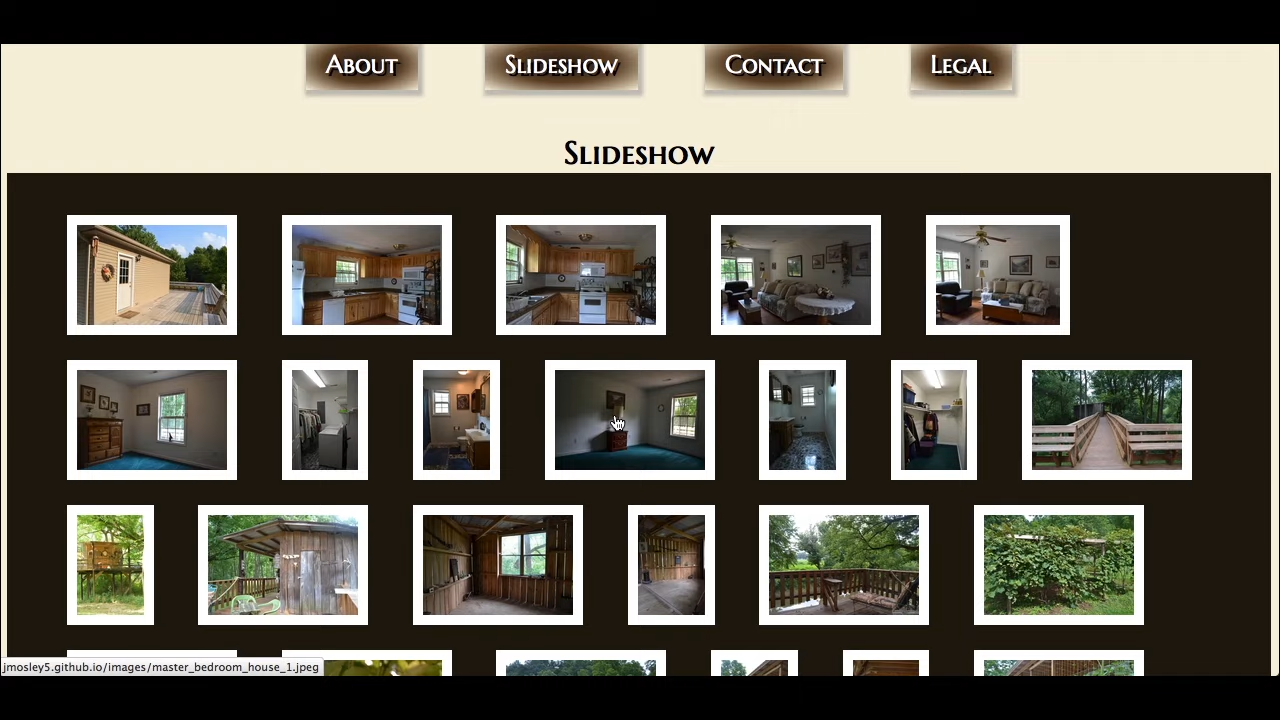 About
Slideshow
Contact
Legal
Slideshow
jmosley5.github.io/images/master_bedroom_house_1.jpeg